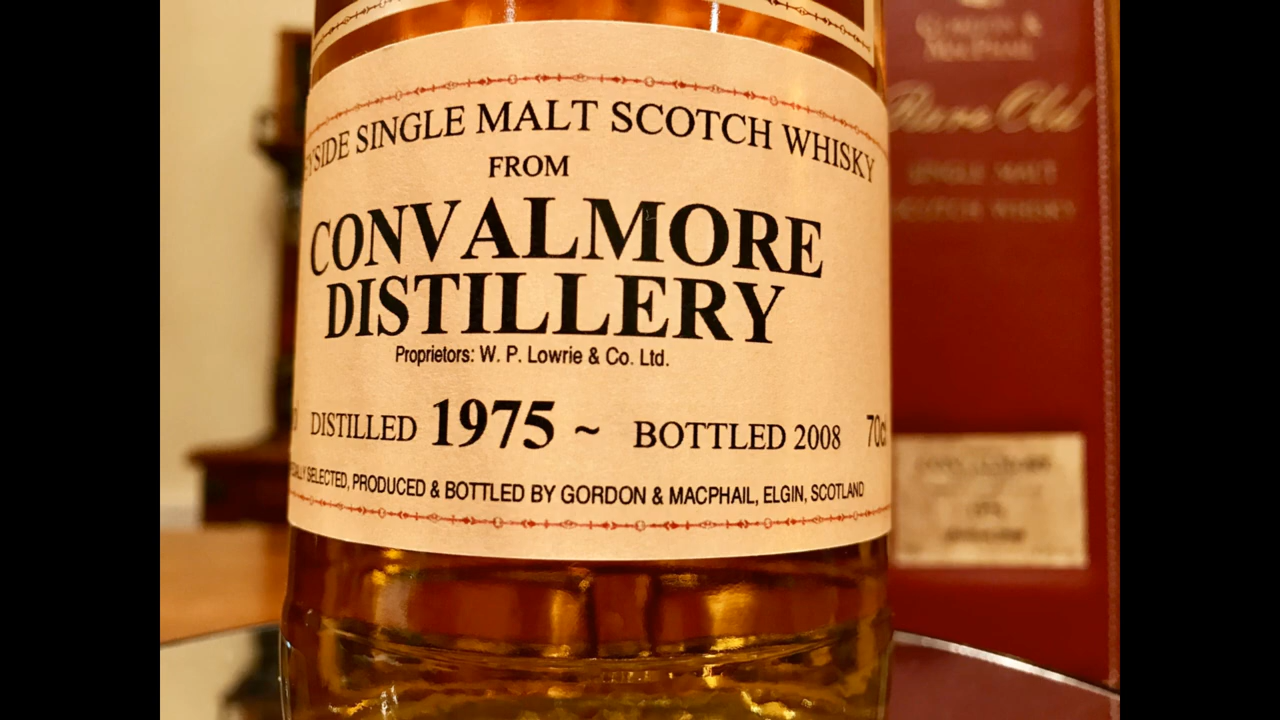 YSIDE SINGLE MALT SCOTCH WHISKY
FROM
CONVALMORE
DISTILLERY
Proprietors: W. P. Lowrie & Co. Ltd.
DISTILLED 1975 ~ BOTTLED 2008 70cl
SELECTED, PRODUCED & BOTTLED BY GORDON & MACPHAIL, ELGIN, SCOTLAND
GORDON &
MACPHAIL
Rare Old
SINGLE MALT
SCOTCH WHISKY